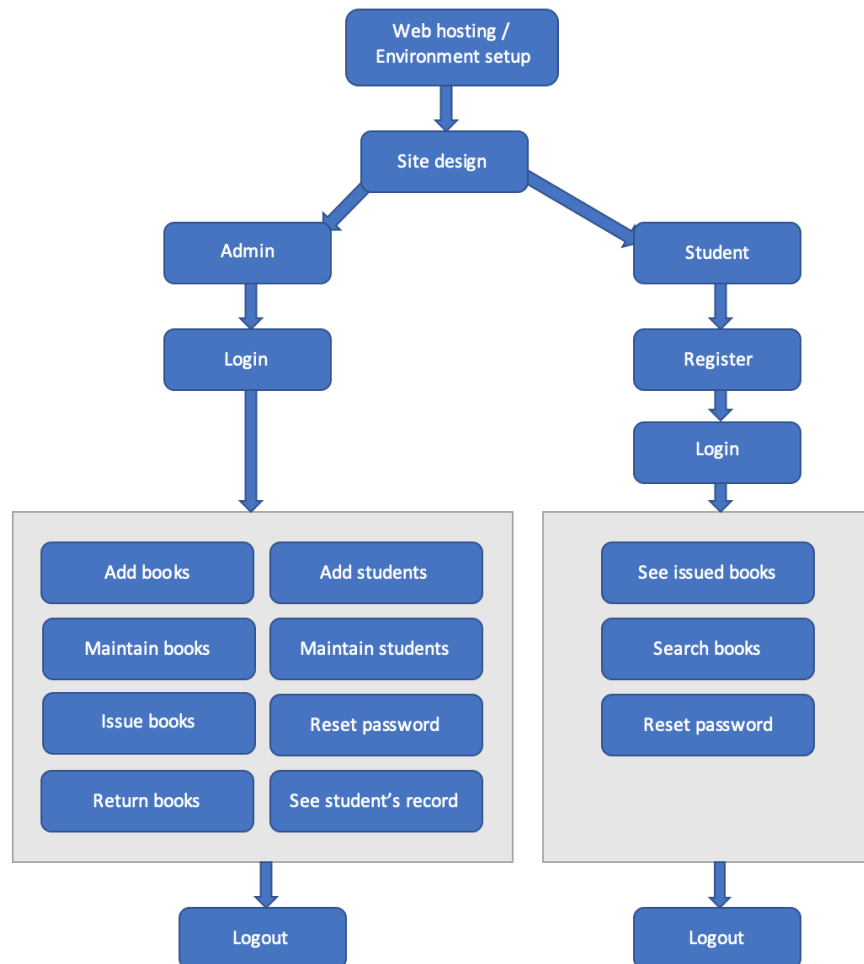 Web hosting /
Environment setup
Site design
Admin
Student
Login
Register
Login
Add books
Add students
See issued books
Maintain books
Maintain students
Search books
Issue books
Reset password
Reset password
Return books
See student’s record
Logout
Logout